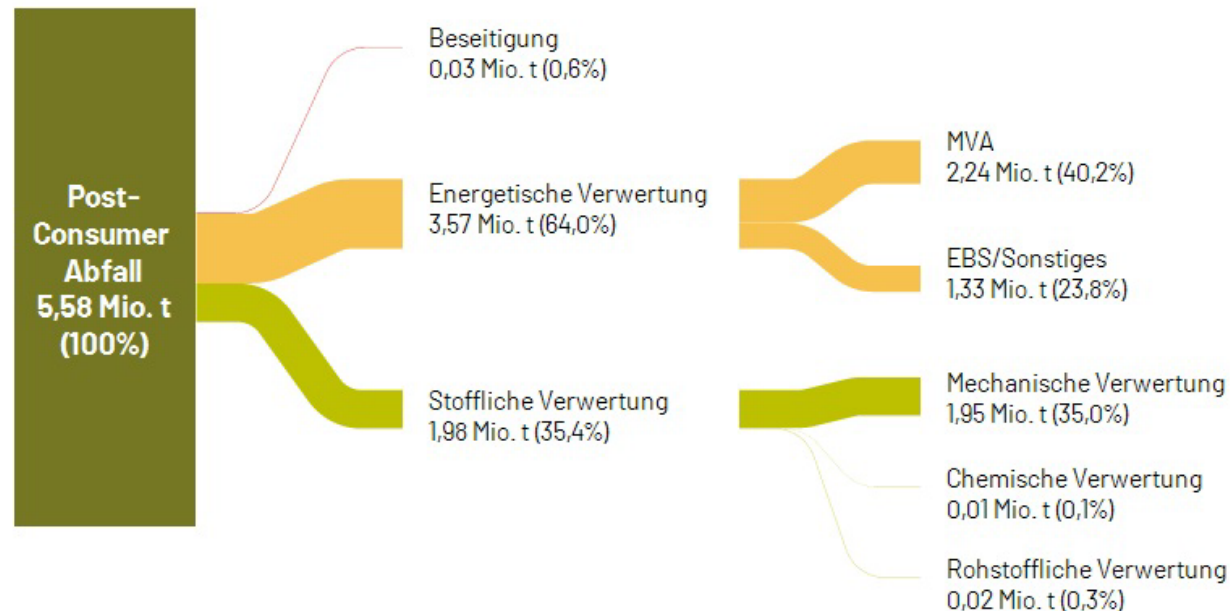 Post-
Consumer
Abfall
5,58 Mio. t
(100%)
Beseitigung
0,03 Mio. t (0,6%)
Energetische Verwertung
3,57 Mio. t (64,0%)
Stoffliche Verwertung
1,98 Mio. t (35,4%)
MVA
2,24 Mio. t (40,2%)
EBS/Sonstiges
1,33 Mio. t (23,8%)
Mechanische Verwertung
1,95 Mio. t (35,0%)
Chemische Verwertung
0,01 Mio. t (0,1%)
Rohstoffliche Verwertung
0,02 Mio. t (0,3%)